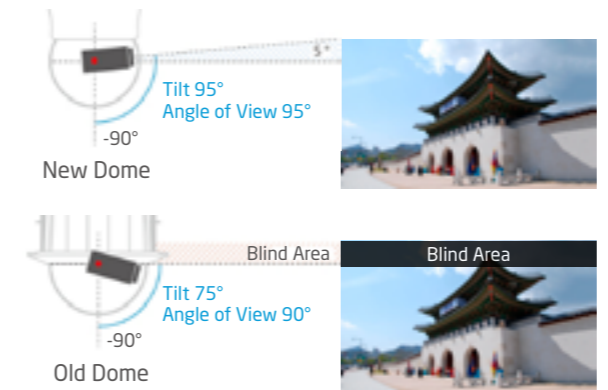 5°
Tilt 95°
Angle of View 95°
-90°
New Dome
Blind Area
Blind Area
Tilt 75°
Angle of View 90°
-90°
Old Dome